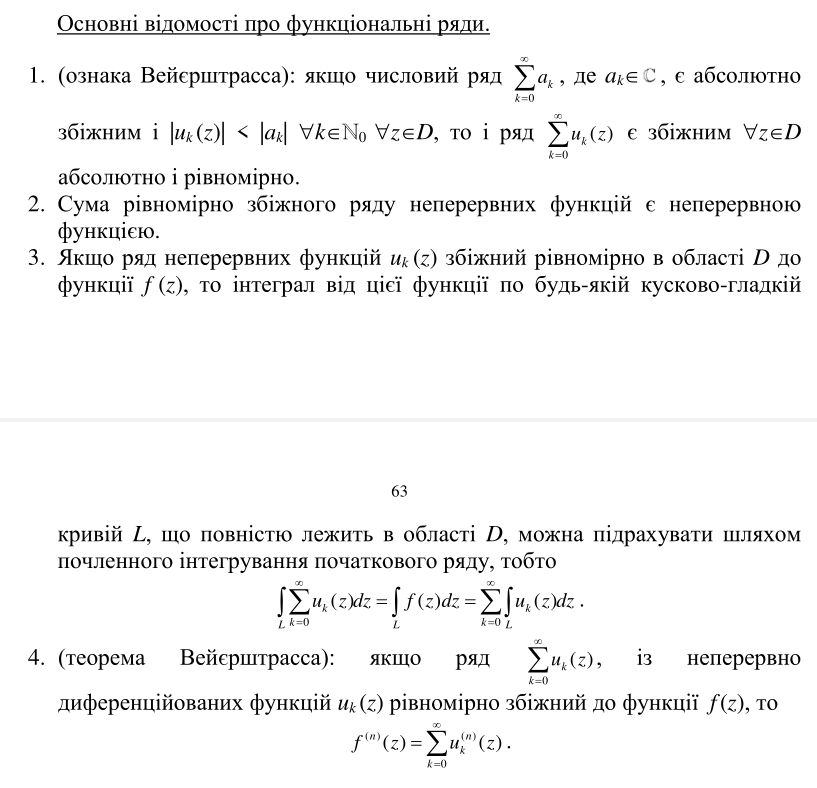 Основні відомості про функціональні ряди.
1. (ознака Вейєрштрасса): якщо числовий ряд $\sum_{k=0}^{\infty} a_k$, де $a_k \in \mathbb{C}$, є абсолютно
збіжним і $|u_k(z)| < |a_k|$ $\forall k \in \mathbb{N}_0$ $\forall z \in D$, то і ряд $\sum_{k=0}^{\infty} u_k(z)$ є збіжним $\forall z \in D$
абсолютно і рівномірно.
2. Сума рівномірно збіжного ряду неперервних функцій є неперервною
функцією.
3. Якщо ряд неперервних функцій $u_k(z)$ збіжний рівномірно в області $D$ до
функції $f(z)$, то інтеграл від цієї функції по будь-якій кусково-гладкій
63
кривій $L$, що повністю лежить в області $D$, можна підрахувати шляхом
почленного інтегрування початкового ряду, тобто
$\int_L \sum_{k=0}^{\infty} u_k(z)dz = \int_L f(z)dz = \sum_{k=0}^{\infty} \int_L u_k(z)dz$.
4. (теорема Вейєрштрасса): якщо ряд $\sum_{k=0}^{\infty} u_k(z)$, із неперервно
диференційованих функцій $u_k(z)$ рівномірно збіжний до функції $f(z)$, то
$f^{(n)}(z) = \sum_{k=0}^{\infty} u_k^{(n)}(z)$.